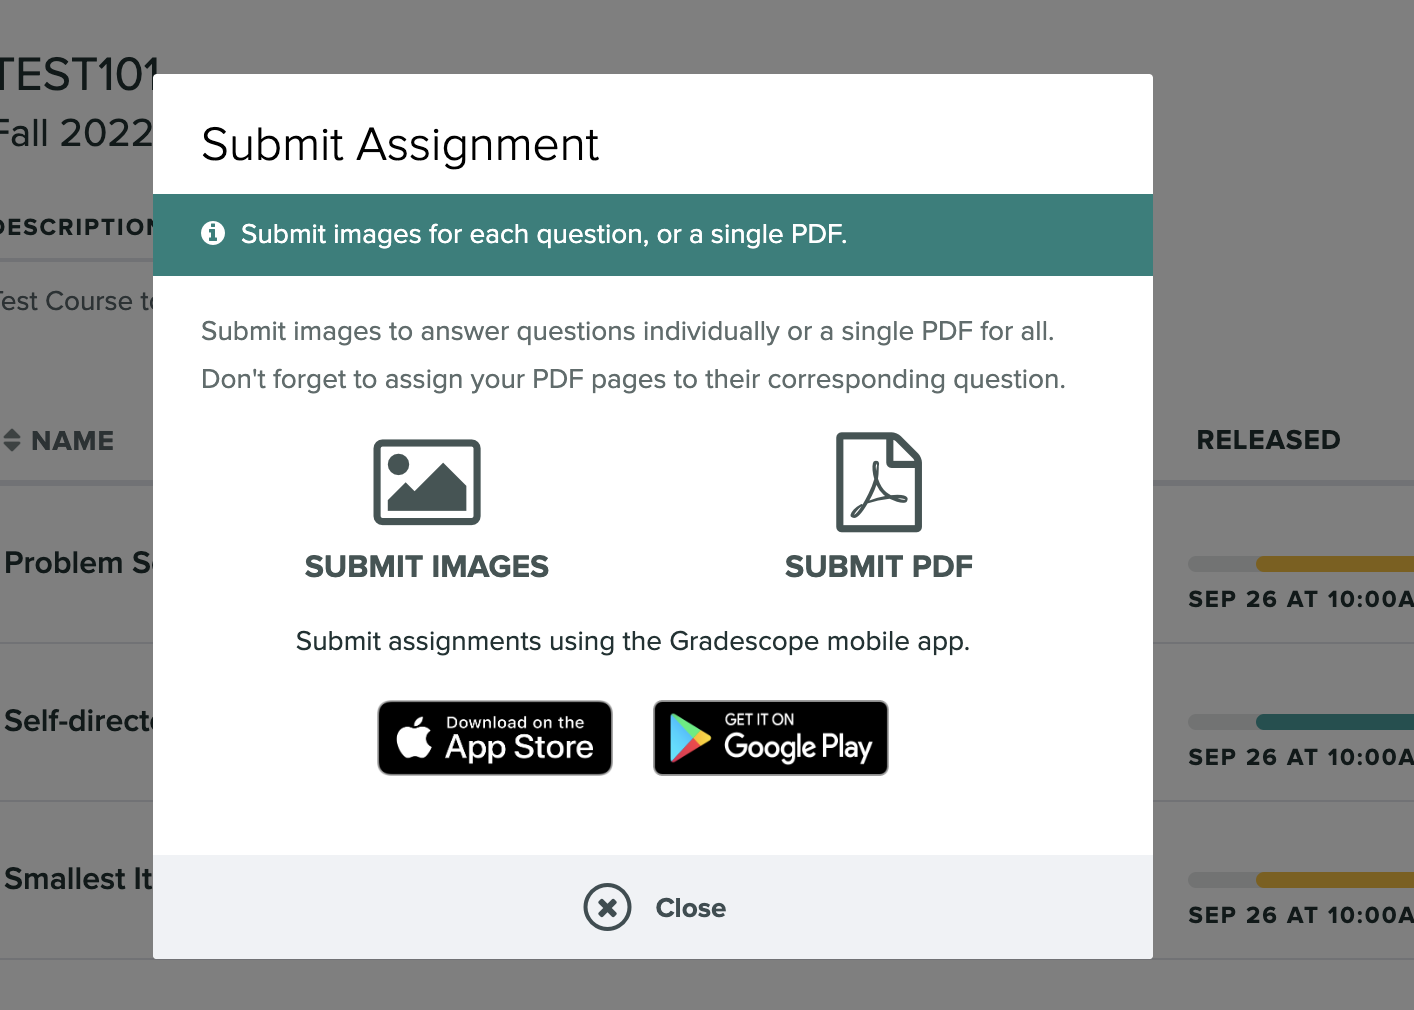 TEST101
Fall 2022
DESCRIPTION
Test Course
NAME
RELEASED
Problem
SEP 26 AT 10:00A
SEP 26 AT 10:00A
Smallest
SEP 26 AT 10:00A
Submit Assignment
Submit images for each question, or a single PDF.
Submit images to answer questions individually or a single PDF for all.
Don't forget to assign your PDF pages to their corresponding question.
SUBMIT IMAGES
SUBMIT PDF
Submit assignments using the Gradescope mobile app.
Download on the
App Store
GET IT ON
Google Play
Close